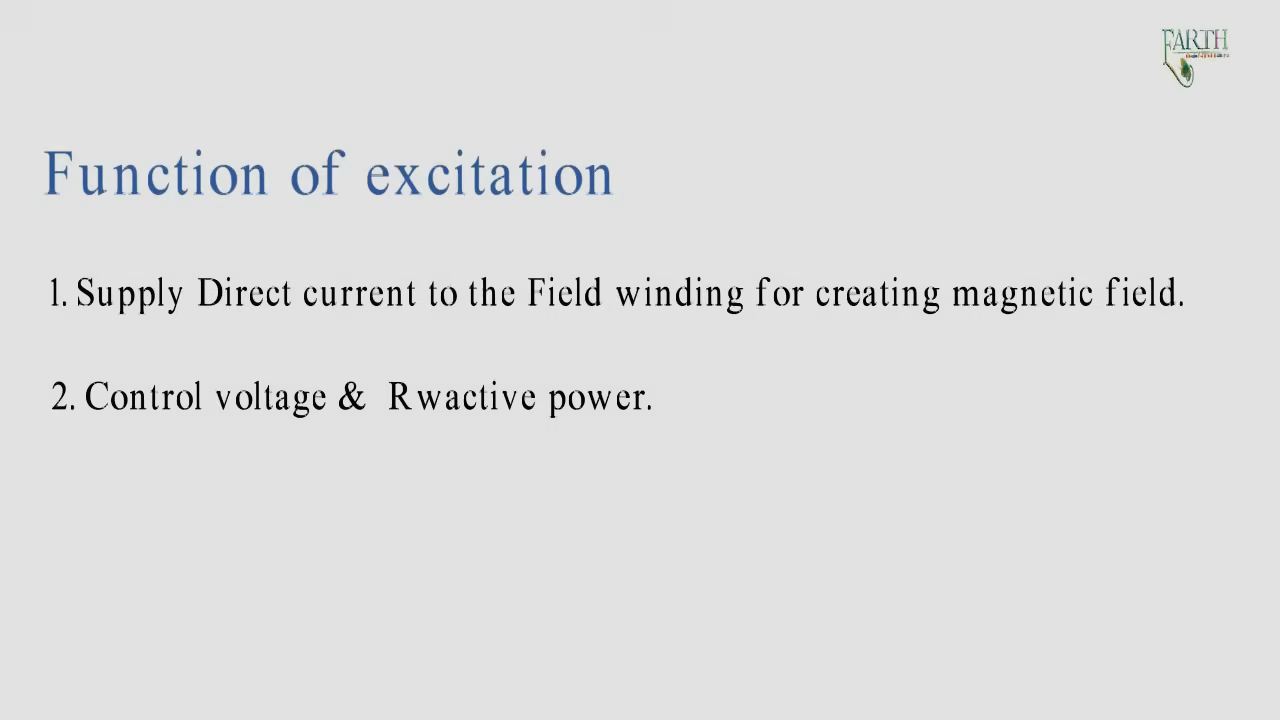 EARTH
Function of excitation
1. Supply Direct current to the Field winding for creating magnetic field.
2. Control voltage & Rwactive power.